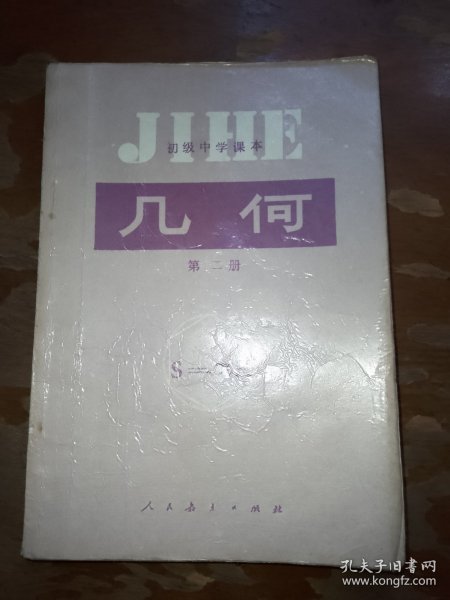 JIHE
初级中学课本
几何
第二册
人民教育出版社
孔夫子旧书网
www.kongfz.com